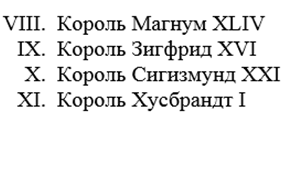 VIII. Король Магнум XLIV
IX. Король Зигфрид XVI
X. Король Сигизмунд XXI
XI. Король Хусбрандт I